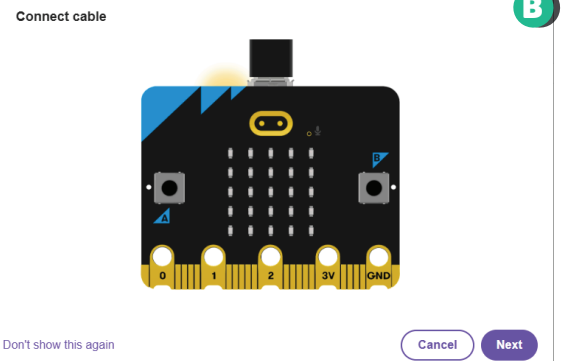 Connect cable
B
B
A
0 1 2 3V GND
Don't show this again
Cancel
Next